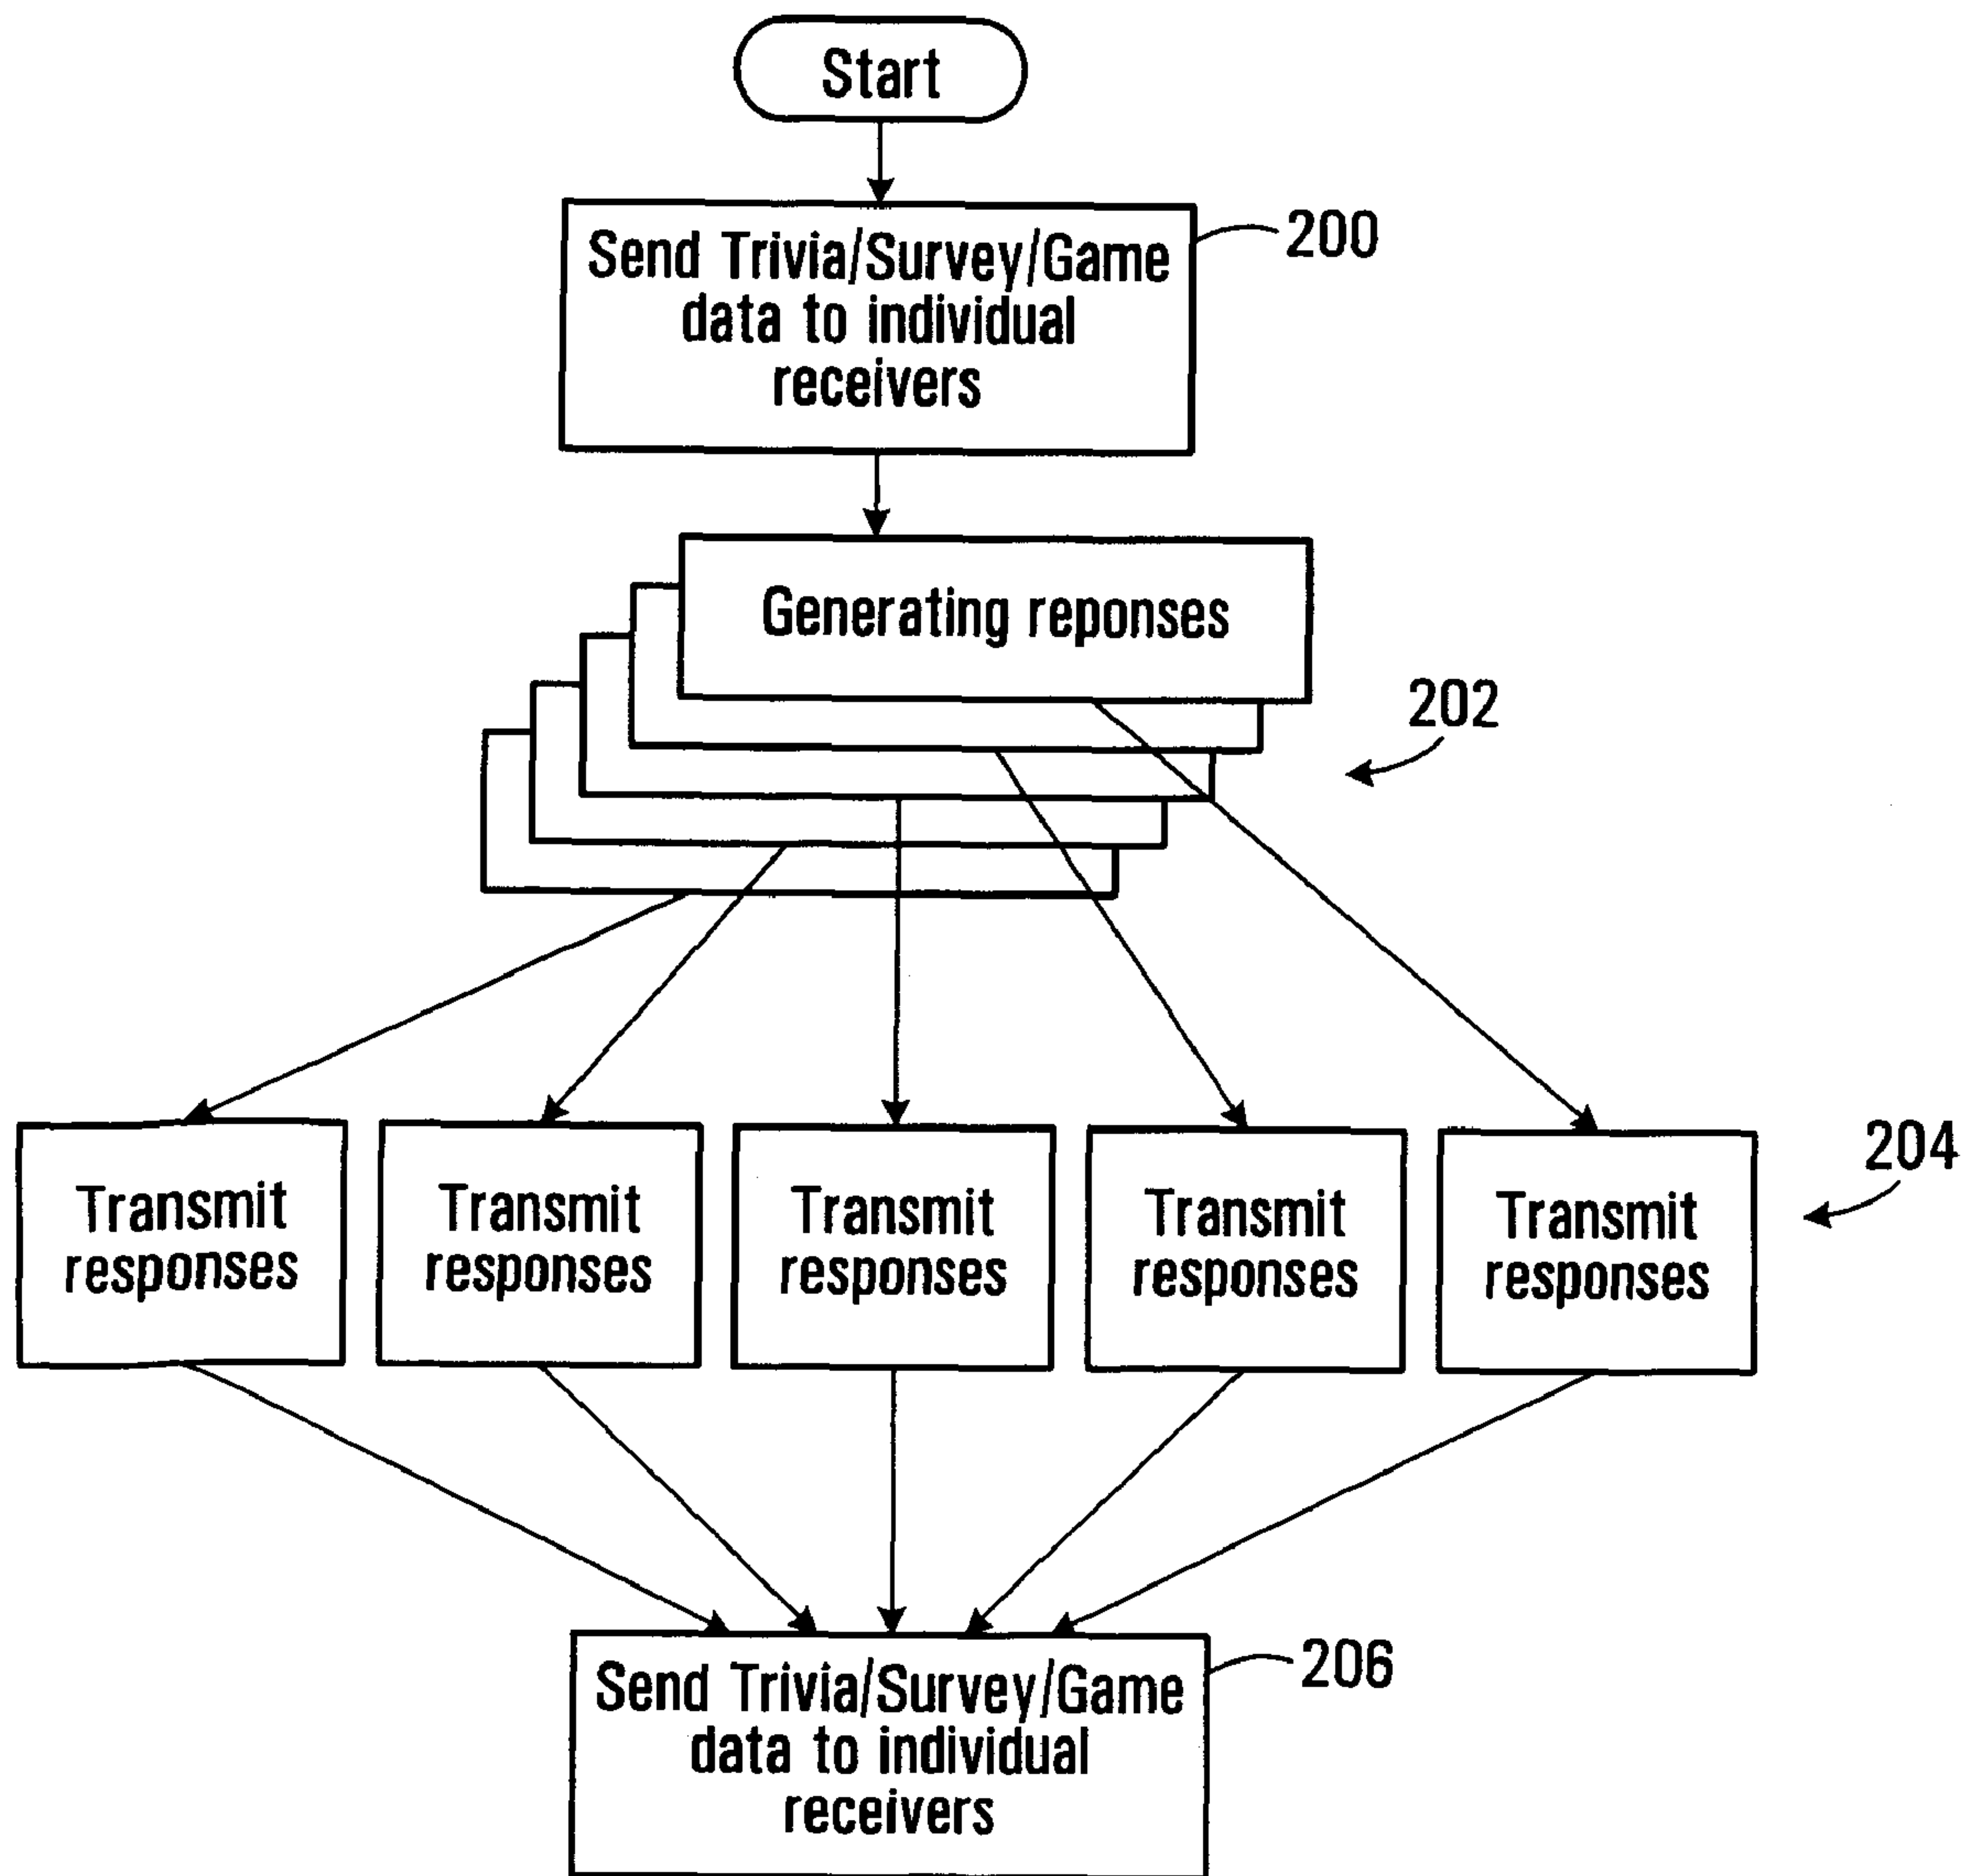 Start
200
Send Trivia/Survey/Game
data to individual
receivers
Generating reponses
202
204
Transmit
responses
Transmit
responses
Transmit
responses
Transmit
responses
Transmit
responses
206
Send Trivia/Survey/Game
data to individual
receivers